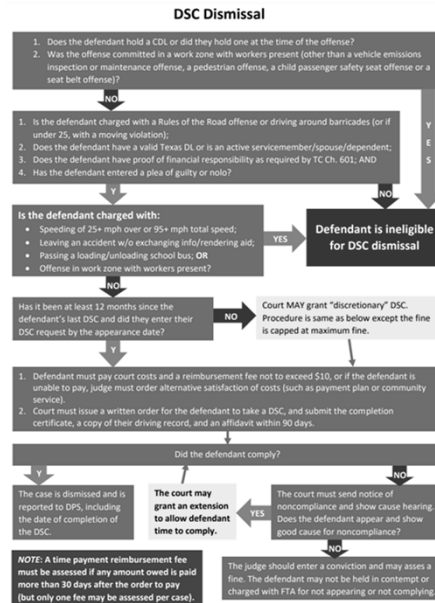 DSC Dismissal
1. Does the defendant hold a CDL or did they hold one at the time of the offense?
2. Was the offense committed in a work zone with workers present (other than a vehicle emissions
inspection or maintenance offense, a pedestrian offense, a child passenger safety seat offense or a
seat belt offense)?
NO
YES
1. Is the defendant charged with a Rules of the Road offense or driving around barricades (or if
under 25, with a moving violation);
2. Does the defendant have a valid Texas DL or is an active servicemember/spouse/dependent;
3. Does the defendant have proof of financial responsibility as required by TC Ch. 601; AND
4. Has the defendant entered a plea of guilty or nolo?
Y
NO
Is the defendant charged with:
• Speeding of 25+ mph over or 95+ mph total speed;
• Leaving an accident w/o exchanging info/rendering aid;
• Passing a loading/unloading school bus; OR
• Offense in work zone with workers present?
YES
Defendant is ineligible
for DSC dismissal
NO
Has it been at least 12 months since the
defendant's last DSC and did they enter their
DSC request by the appearance date?
NO
Court MAY grant "discretionary" DSC.
Procedure is same as below except the fine
is capped at maximum fine.
Y
1. Defendant must pay court costs and a reimbursement fee not to exceed $10, or if the defendant is
unable to pay, judge must order alternative satisfaction of costs (such as payment plan or community
service).
2. Court must issue a written order for the defendant to take a DSC, and submit the completion
certificate, a copy of their driving record, and an affidavit within 90 days.
Did the defendant comply?
Y
NO
The case is dismissed and is
reported to DPS, including
the date of completion of
the DSC.
The court may
grant an extension
to allow defendant
time to comply.
YES
The court must send notice of
noncompliance and show cause hearing.
Does the defendant appear and show
good cause for noncompliance?
NO
NOTE: A time payment reimbursement fee
must be assessed if any amount owed is paid
more than 30 days after the order to pay
(but only one fee may be assessed per case).
The judge should enter a conviction and may assess a
fine. The defendant may not be held in contempt or
charged with FTA for not appearing or not complying.